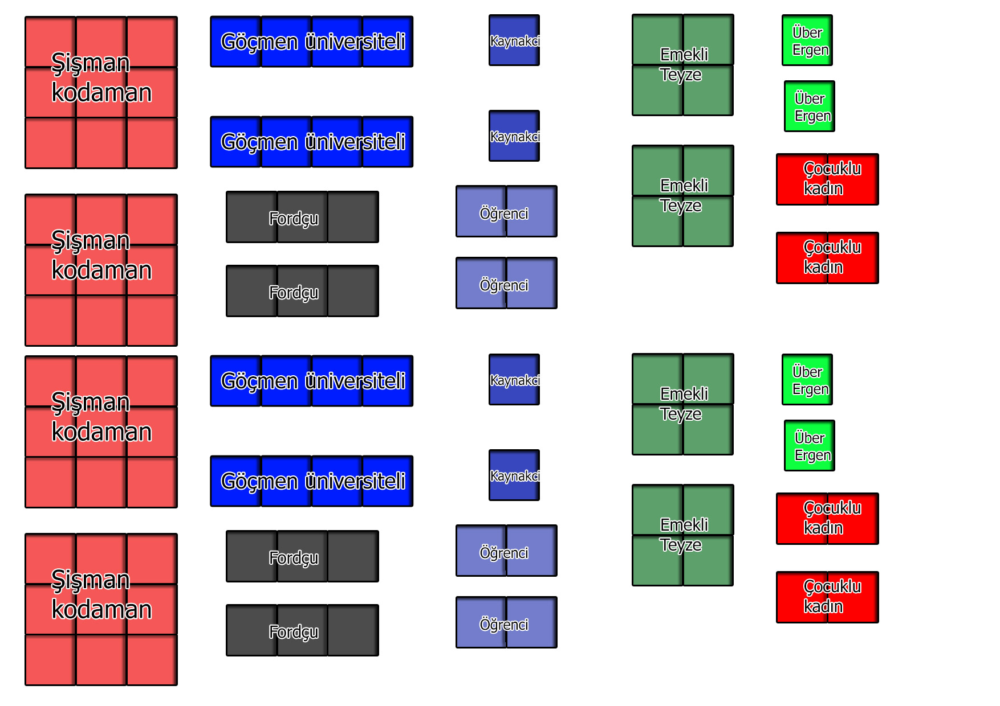 Şişman
kodaman
Göçmen üniversiteli
Kaynakci
Emekli
Teyze
Über
Ergen
Über
Ergen
Göçmen üniversiteli
Kaynakci
Emekli
Teyze
Çocuklu
kadın
Şişman
kodaman
Fordçu
Öğrenci
Çocuklu
kadın
Fordçu
Öğrenci
Şişman
kodaman
Göçmen üniversiteli
Kaynakci
Emekli
Teyze
Über
Ergen
Über
Ergen
Göçmen üniversiteli
Kaynakci
Emekli
Teyze
Çocuklu
kadın
Şişman
kodaman
Fordçu
Öğrenci
Çocuklu
kadın
Fordçu
Öğrenci